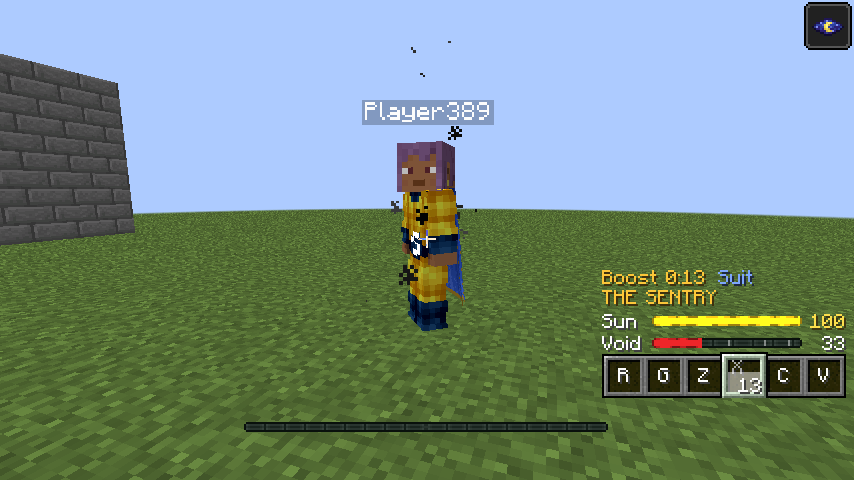 Player389
Boost 0:13 Suit
THE SENTRY
Sun 100
Void 33
R G Z X 13 C V
S